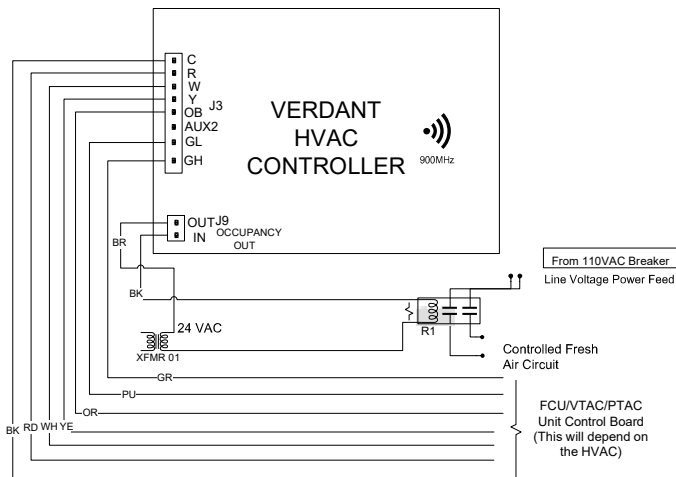 C
R
W
Y
J3
OB
AUX2
GL
GH
VERDANT
HVAC
CONTROLLER
900MHz
OUT J9
IN
OCCUPANCY
OUT
BR
BK
24 VAC
XFMR 01
R1
From 110VAC Breaker
Line Voltage Power Feed
Controlled Fresh
Air Circuit
GR
PU
OR
BK RD WH YE
FCU/VTAC/PTAC
Unit Control Board
(This will depend on
the HVAC)